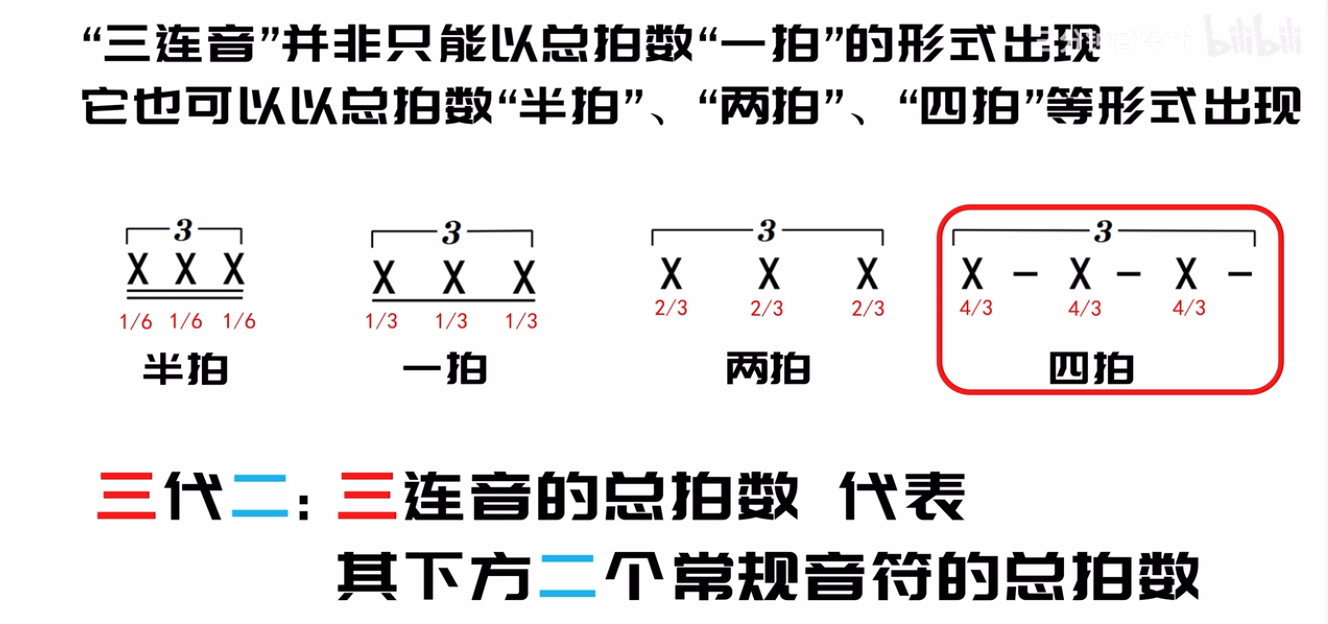 “三连音”并非只能以总拍数“一拍”的形式出现
bilibili
它也可以以总拍数“半拍”、“两拍”、“四拍”等形式出现
3 3 3 3
X X X X X X X X X X – X – X –
1/6 1/6 1/6 1/3 1/3 1/3 2/3 2/3 2/3 4/3 4/3 4/3
半拍 一拍 两拍 四拍
三代二：三连音的总拍数 代表
其下方二个常规音符的总拍数